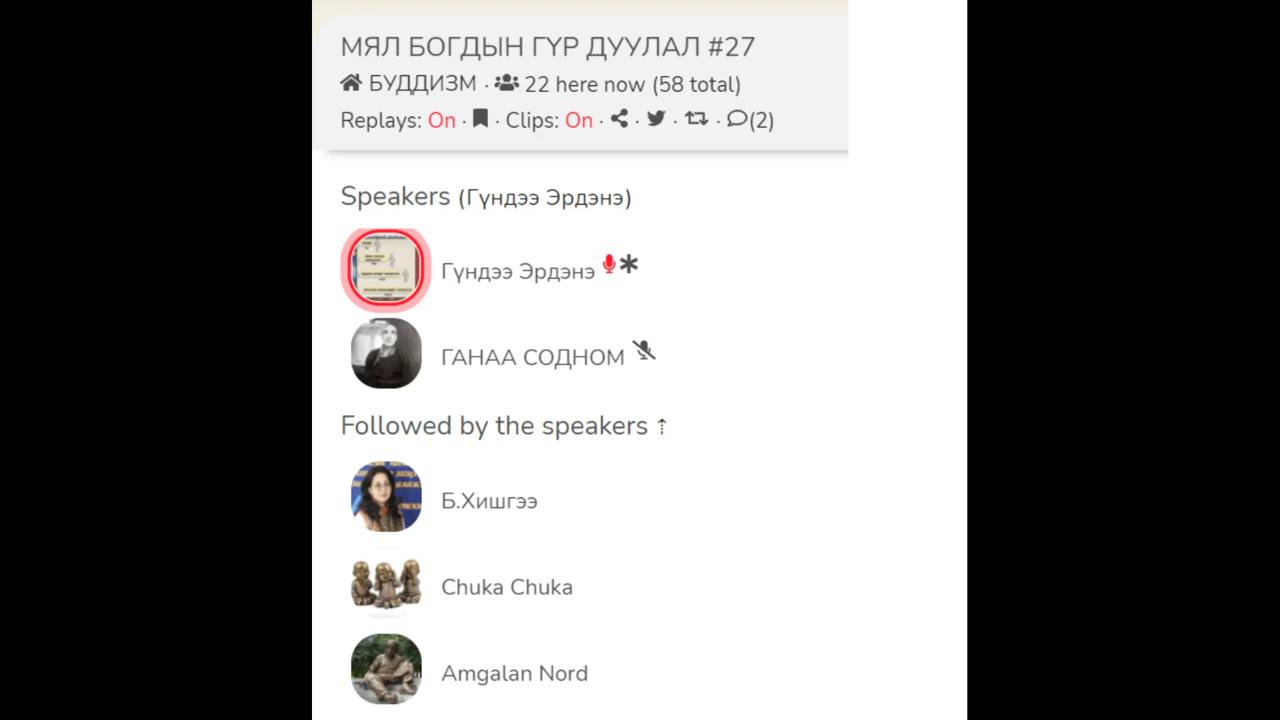 МЯЛ БОГДЫН ГҮР ДУУЛАЛ #27
БУДДИЗМ · 22 here now (58 total)
Replays: On · · Clips: On · · · · (2)
Speakers (Гүндээ Эрдэнэ)
Гүндээ Эрдэнэ
ГАНАА СОДНОМ
Followed by the speakers ⇡
Б.Хишгээ
Chuka Chuka
Amgalan Nord